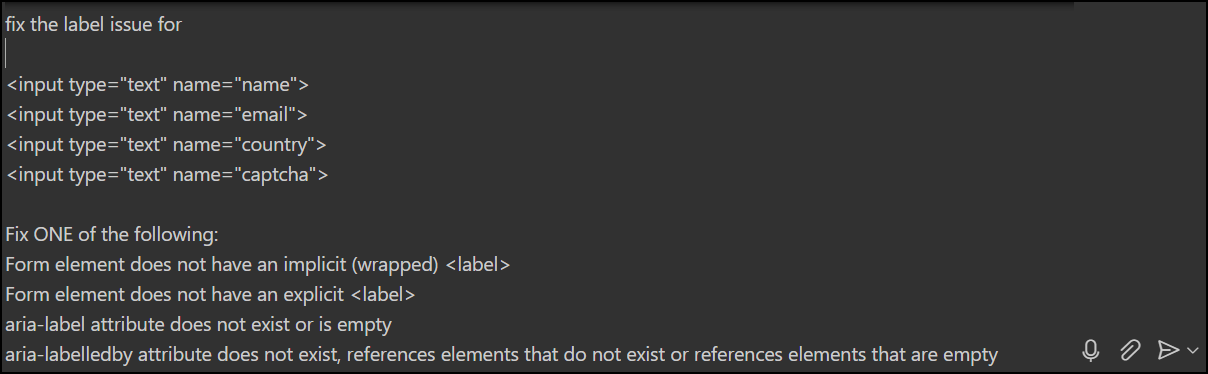 fix the label issue for
<input type="text" name="name">
<input type="text" name="email">
<input type="text" name="country">
<input type="text" name="captcha">
Fix ONE of the following:
Form element does not have an implicit (wrapped) <label>
Form element does not have an explicit <label>
aria-label attribute does not exist or is empty
aria-labelledby attribute does not exist, references elements that do not exist or references elements that are empty